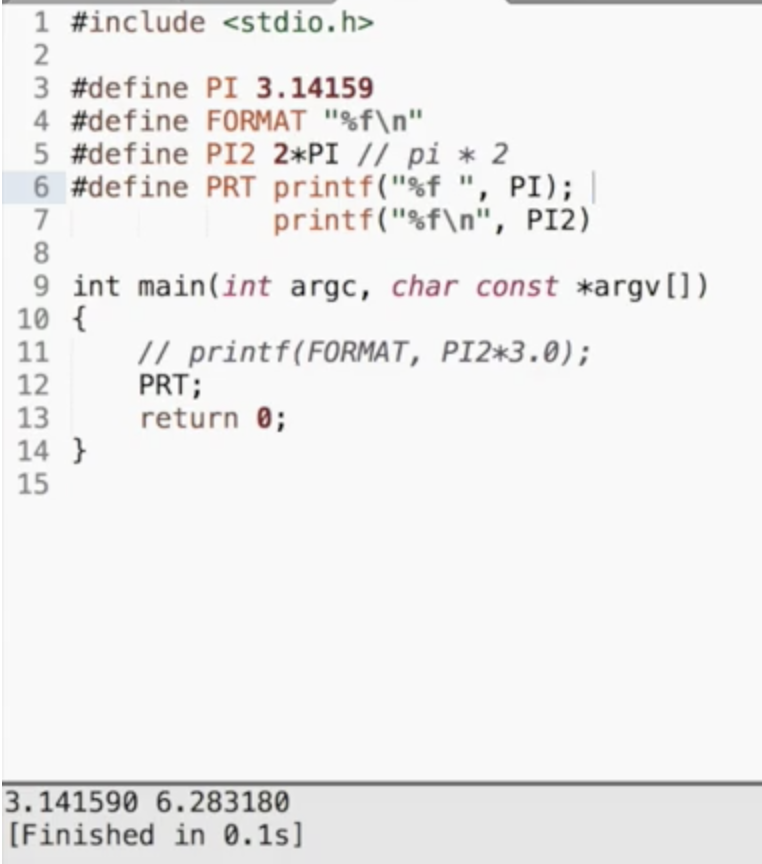 1 #include <stdio.h>
2
3 #define PI 3.14159
4 #define FORMAT "%f\n"
5 #define PI2 2*PI // pi * 2
6 #define PRT printf("%f ", PI);
7             printf("%f\n", PI2)
8
9 int main(int argc, char const *argv[])
10 {
11     // printf(FORMAT, PI2*3.0);
12     PRT;
13     return 0;
14 }
15
3.141590 6.283180
[Finished in 0.1s]